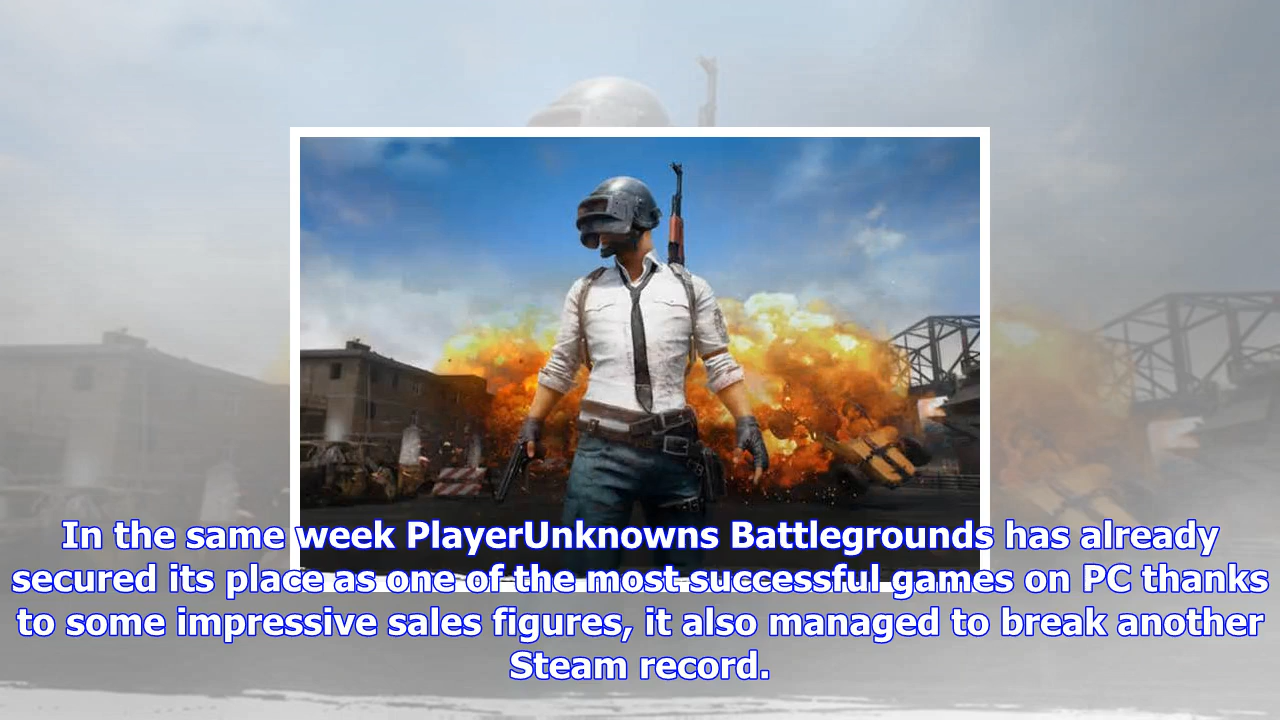 In the same week PlayerUnknowns Battlegrounds has already
secured its place as one of the most successful games on PC thanks
to some impressive sales figures, it also managed to break another
Steam record.